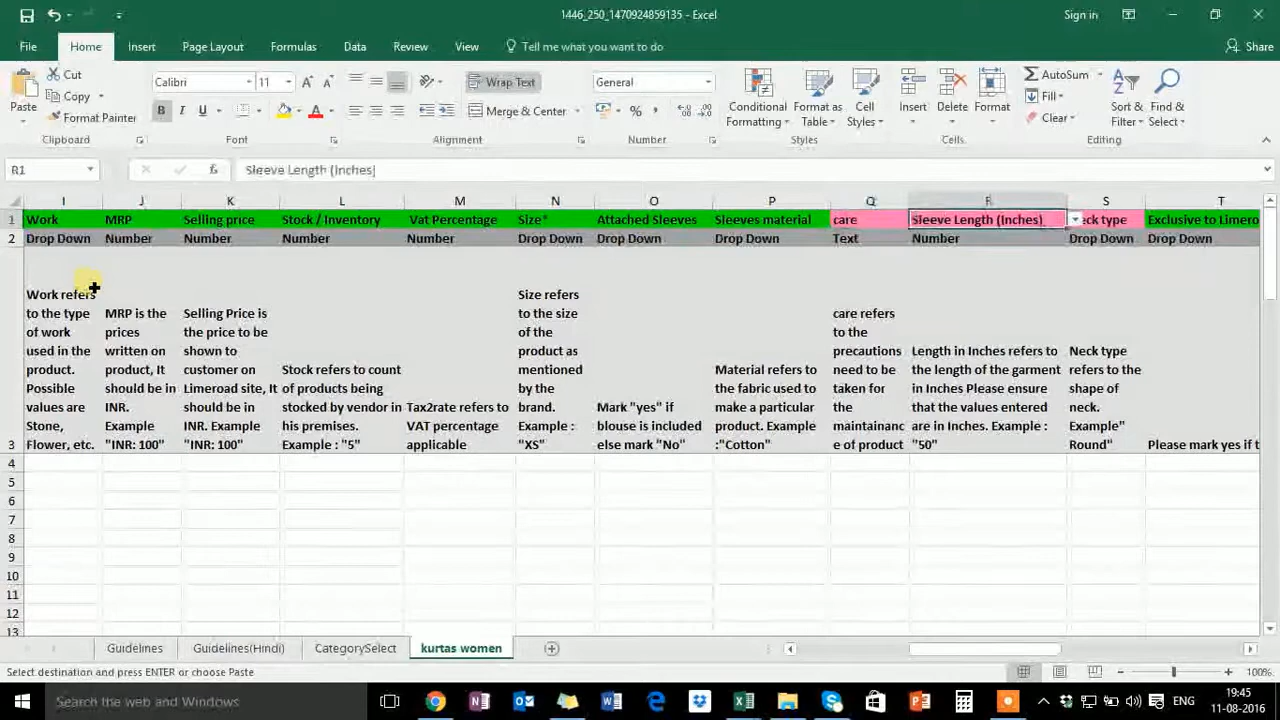 1446_250_1470924859135 - Excel
Sign in
File Home Insert Page Layout Formulas Data Review View Tell me what you want to do Share
Paste
Cut
Copy
Format Painter
Calibri 11
B I U
Wrap Text
Merge & Center
General
Conditional Formatting
Format as Table
Cell Styles
Insert
Delete
Format
AutoSum
Fill
Clear
Sort & Filter
Find & Select
Clipboard Font Alignment Number Styles Cells Editing
R1 fx Sleeve Length (Inches)
I J K L M N O P Q R S T
1 Work MRP Selling price Stock / Inventory Vat Percentage Size* Attached Sleeves Sleeves material care Sleeve Length (Inches) Neck type Exclusive to Limero
2 Drop Down Number Number Number Number Drop Down Drop Down Drop Down Text Number Drop Down Drop Down
3
Work refers
to the type
of work
used in the
product.
Possible
values are
Stone,
Flower, etc.
MRP is the
prices
written on
product, It
should be in
INR.
Example
"INR: 100"
Selling Price is
the price to be
shown to
customer on
Limeroad site, It
should be in
INR. Example
"INR: 100"
Stock refers to count
of products being
stocked by vendor in
his premises.
Example : "5"
Tax2rate refers to
VAT percentage
applicable
Size refers
to the size
of the
product as
mentioned
by the
brand.
Example :
"XS"
Mark "yes" if
blouse is included
else mark "No"
Material refers to
the fabric used to
make a particular
product. Example
:"Cotton"
care refers
to the
precautions
need to be
taken for
the
maintainanc
e of product
Length in Inches refers to
the length of the garment
in Inches Please ensure
that the values entered
are in Inches. Example :
"50"
Neck type
refers to the
shape of
neck.
Example"
Round"
Please mark yes if t
4
5
6
7
8
9
10
11
12
13
Guidelines Guidelines(Hindi) CategorySelect kurtas women
Select destination and press ENTER or choose Paste
100%
Search the web and Windows
ENG
19:45
11-08-2016